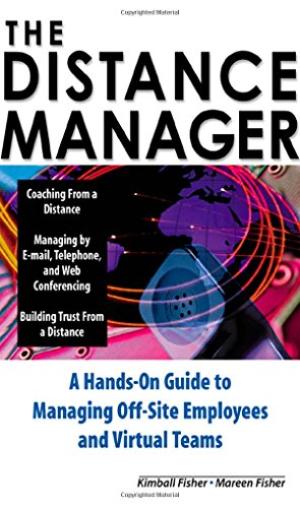 THE
DISTANCE
MANAGER
Coaching From a
Distance
Managing by
E-mail, Telephone,
and Web
Conferencing
Building Trust From
a Distance
A Hands-On Guide to
Managing Off-Site Employees
and Virtual Teams
Kimball Fisher • Mareen Fisher